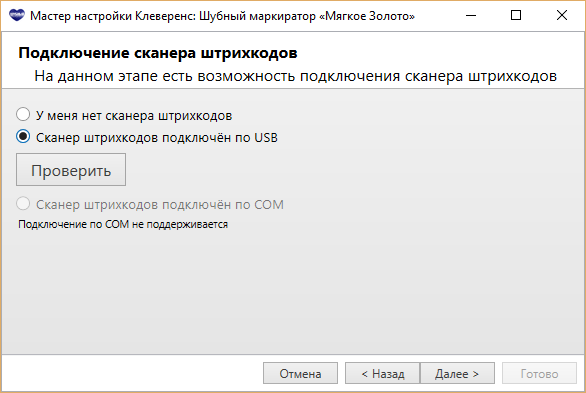 Мастер настройки Клеверенс: Шубный маркиратор «Мягкое Золото»
Подключение сканера штрихкодов
На данном этапе есть возможность подключения сканера штрихкодов
У меня нет сканера штрихкодов
Сканер штрихкодов подключён по USB
Проверить
Сканер штрихкодов подключён по COM
Подключение по COM не поддерживается
Отмена < Назад Далее > Готово